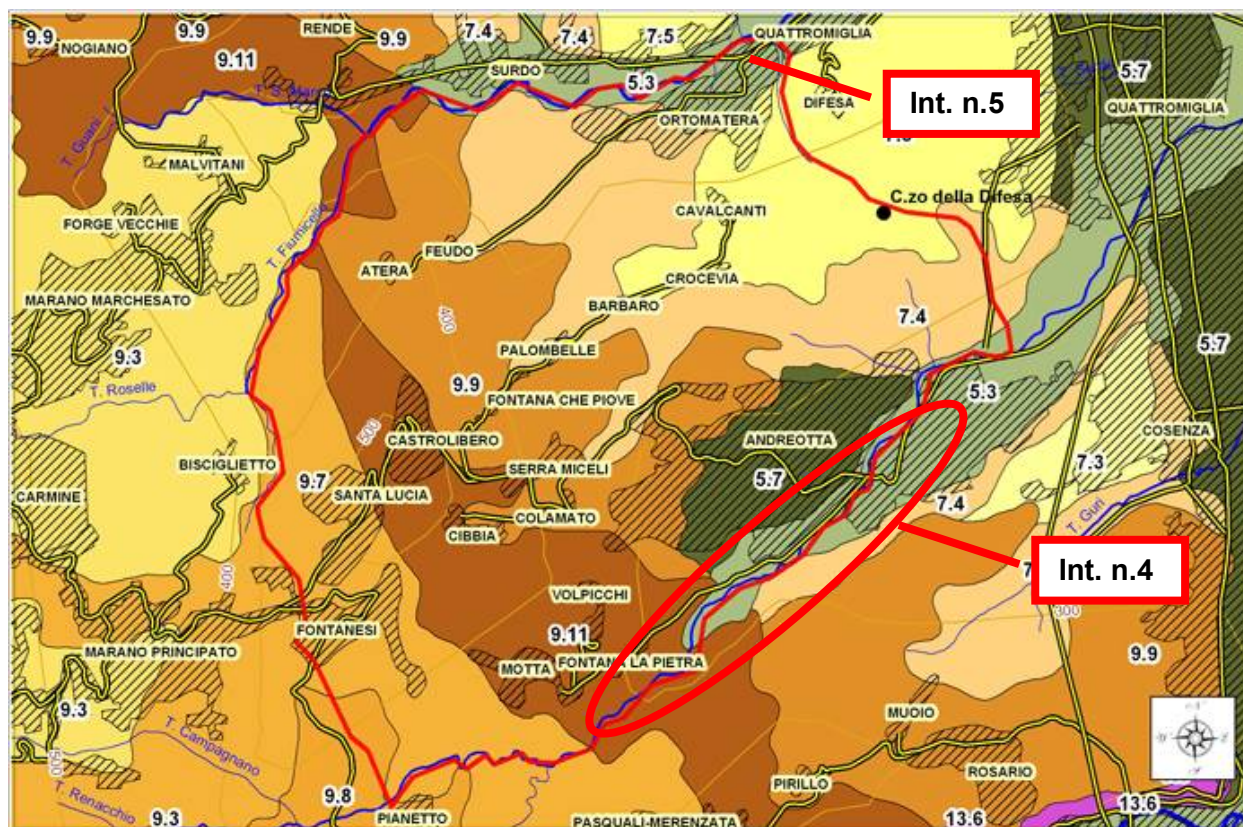 9.9
NOGIANO
9.9
9.11
RENDE
9.9
7.4
7.4
7.5
QUATTROMIGLIA
SURDO
5.3
Int. n.5
DIFESA
5.7
QUATTROMIGLIA
ORTOMATERA
T. Guani
MALVITANI
T. Fiumicello
FORGE VECCHIE
CAVALCANTI
C.zo della Difesa
FEUDO
ATERA
CROCEVIA
MARANO MARCHESATO
BARBARO
400
7.4
9.3
PALOMBELLE
5.7
T. Roselle
9.9
FONTANA CHE PIOVE
5.3
500
CASTROLIBERO
ANDREOTTA
COSENZA
BISCIGLIETTO
SERRA MICELI
7.3
9.7
5.7
CARMINE
SANTA LUCIA
7.4
COLAMATO
T. Guri
CIBBIA
Int. n.4
400
VOLPICCHI
300
FONTANESI
9.11
MARANO PRINCIPATO
MOTTA
FONTANA LA PIETRA
9.9
9.3
MUOIO
T. Campagnano
500
ROSARIO
PIRILLO
T. Renacchio
9.8
13.6
9.3
PIANETTO
PASQUALI-MERENZATA
13.6